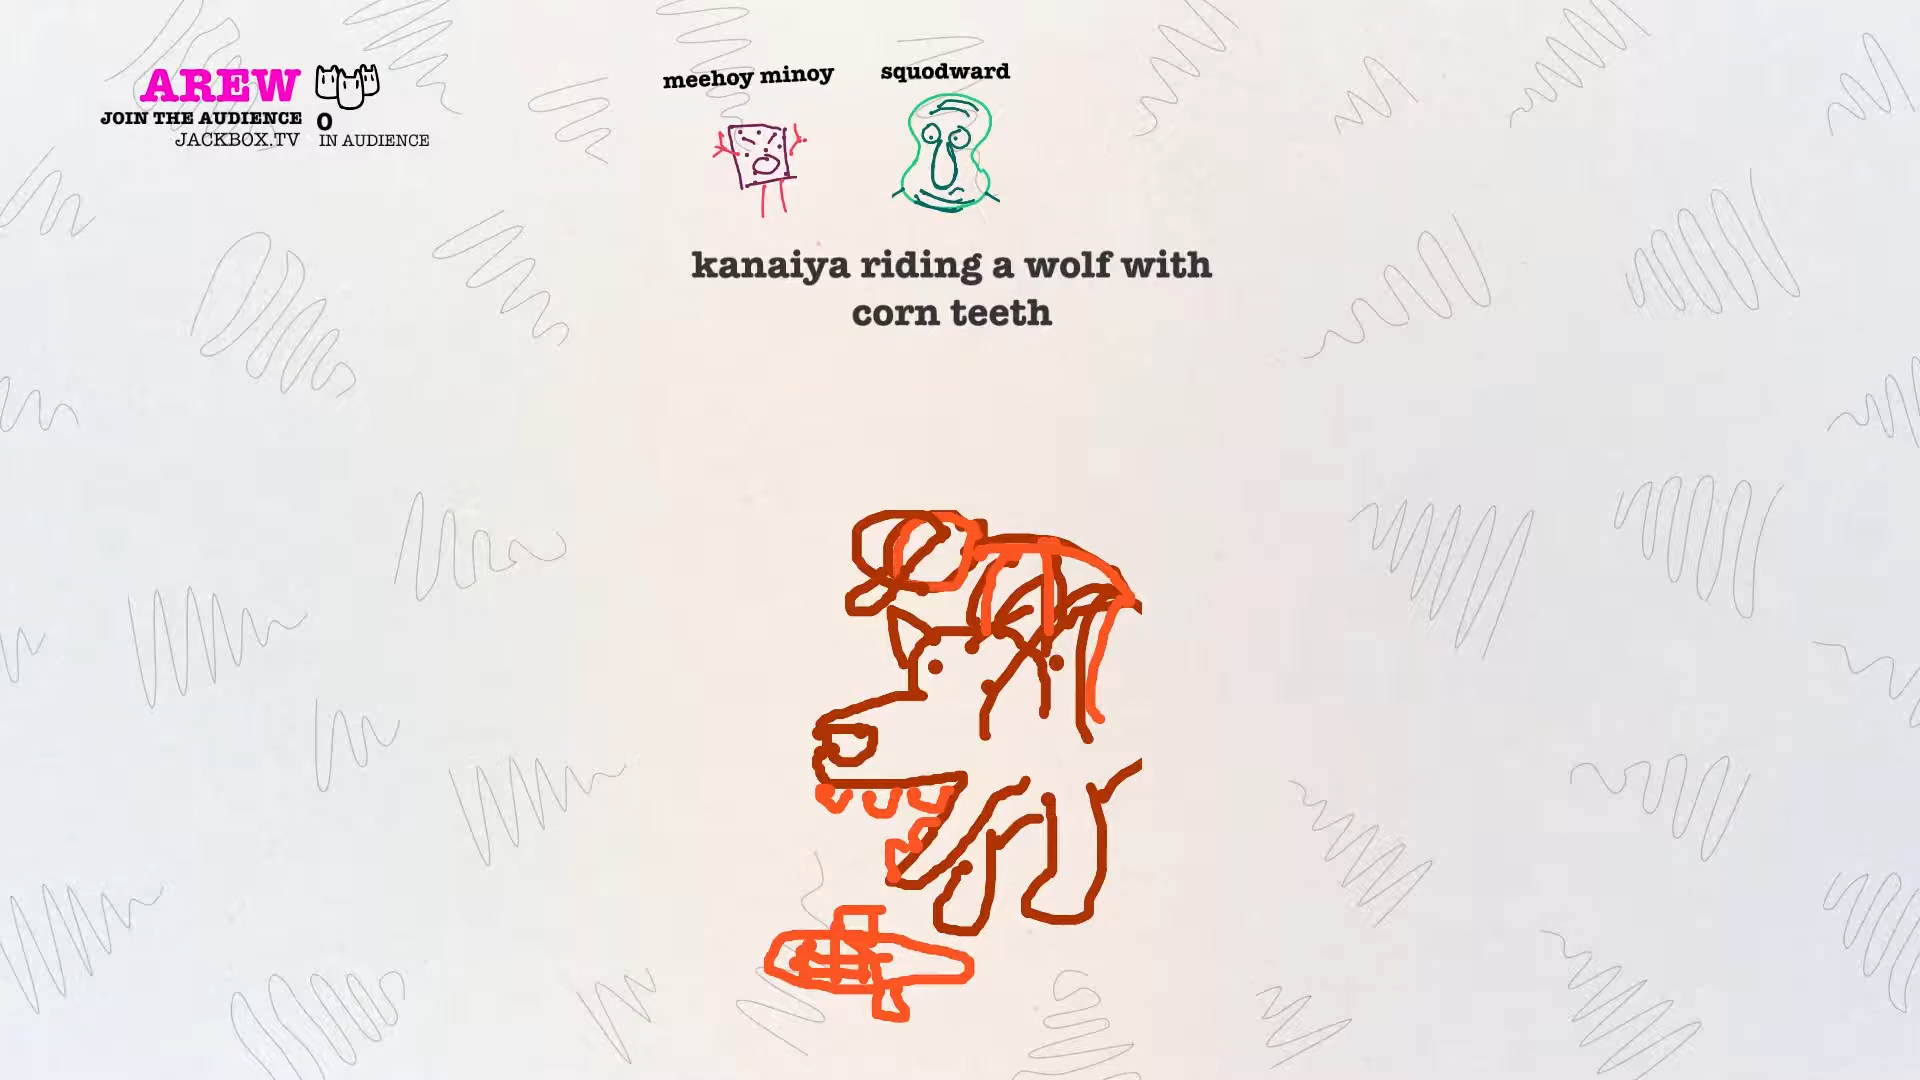 AREW
JOIN THE AUDIENCE
JACKBOX.TV
0
IN AUDIENCE
meehoy minoy
squodward
kanaiya riding a wolf with
corn teeth